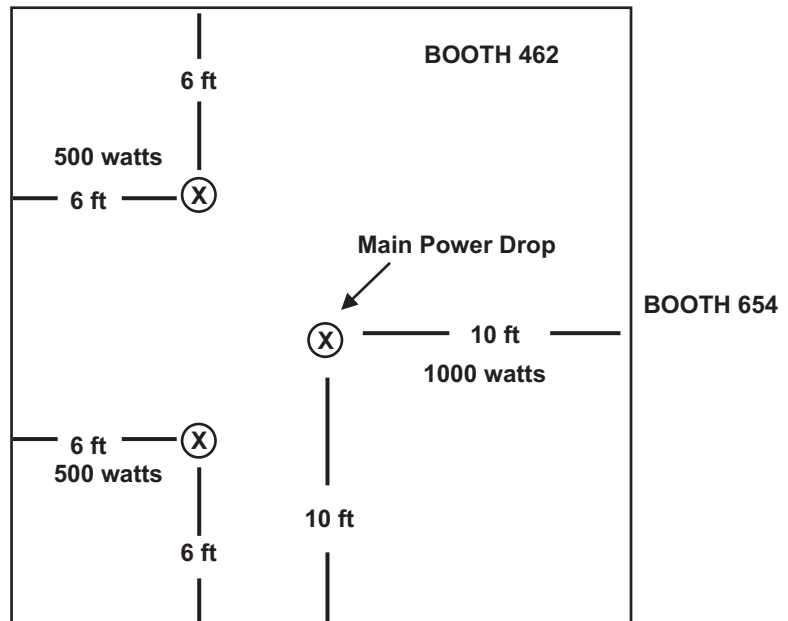 BOOTH 462
6 ft
500 watts
6 ft
X
Main Power Drop
BOOTH 654
X
10 ft
1000 watts
6 ft
X
500 watts
10 ft
6 ft